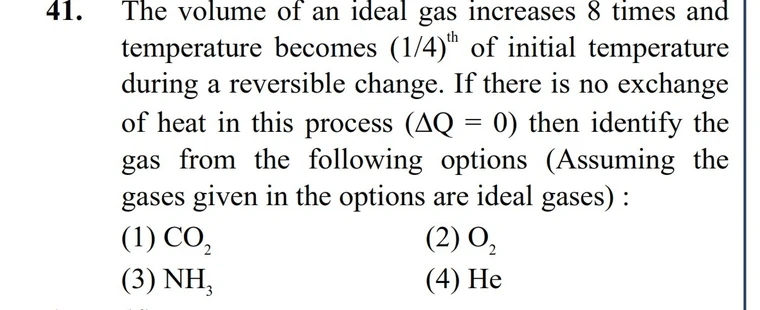 41. The volume of an ideal gas increases 8 times and
temperature becomes (1/4)th of initial temperature
during a reversible change. If there is no exchange
of heat in this process (ΔQ = 0) then identify the
gas from the following options (Assuming the
gases given in the options are ideal gases) :
(1) CO₂ (2) O₂
(3) NH₃ (4) He